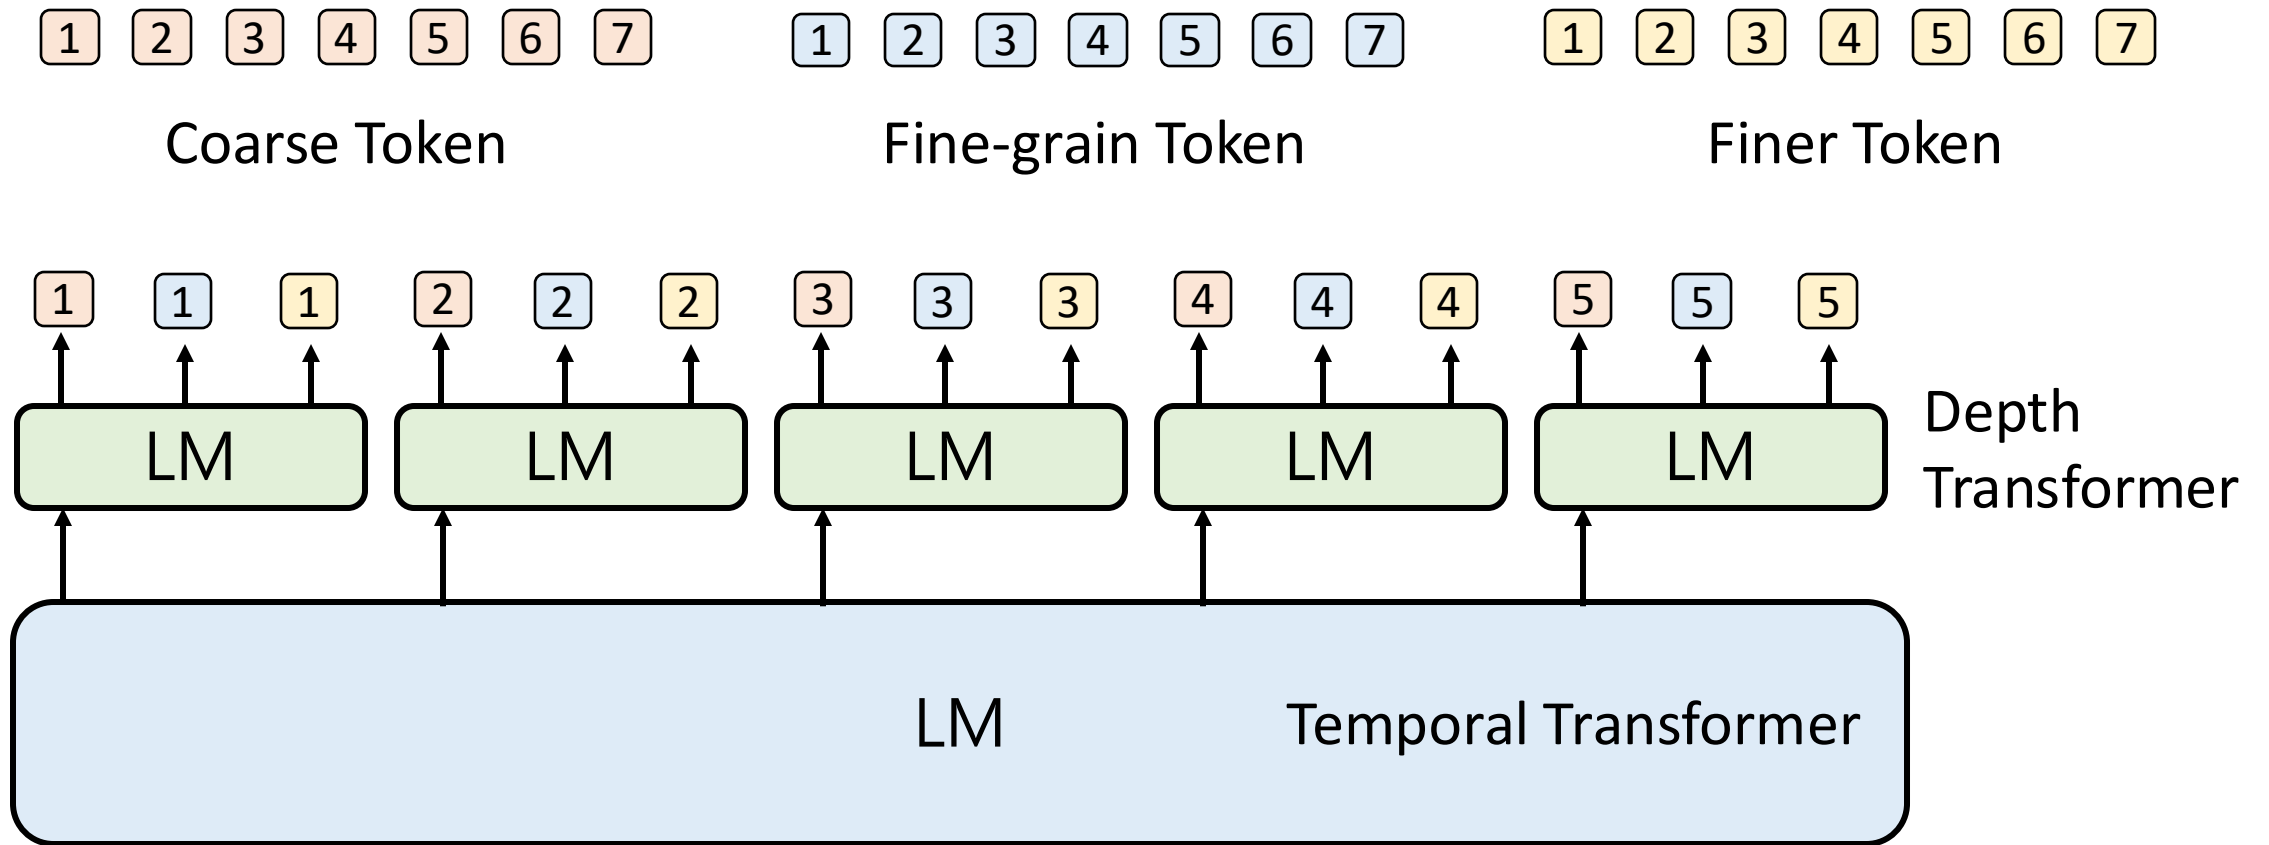 1 2 3 4 5 6 7 1 2 3 4 5 6 7 1 2 3 4 5 6 7
Coarse Token Fine-grain Token Finer Token
1 1 1 2 2 2 3 3 3 4 4 4 5 5 5
LM LM LM LM LM
Depth
Transformer
LM Temporal Transformer